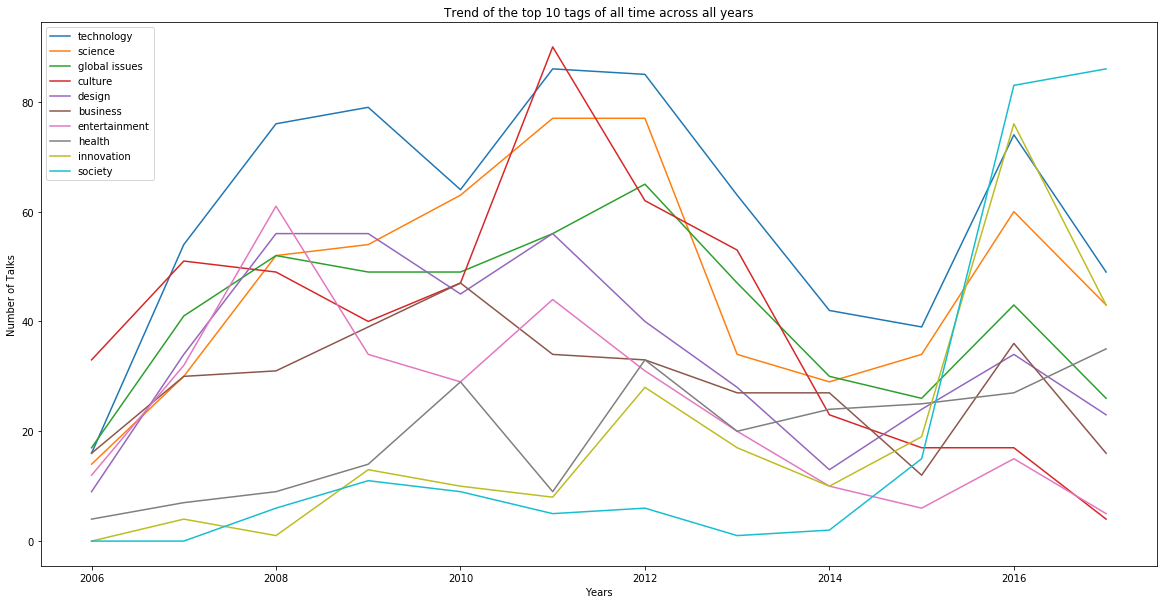 Trend of the top 10 tags of all time across all years
technology
science
global issues
culture
design
business
entertainment
health
innovation
society
Number of Talks
80
60
40
20
0
2006 2008 2010 2012 2014 2016
Years